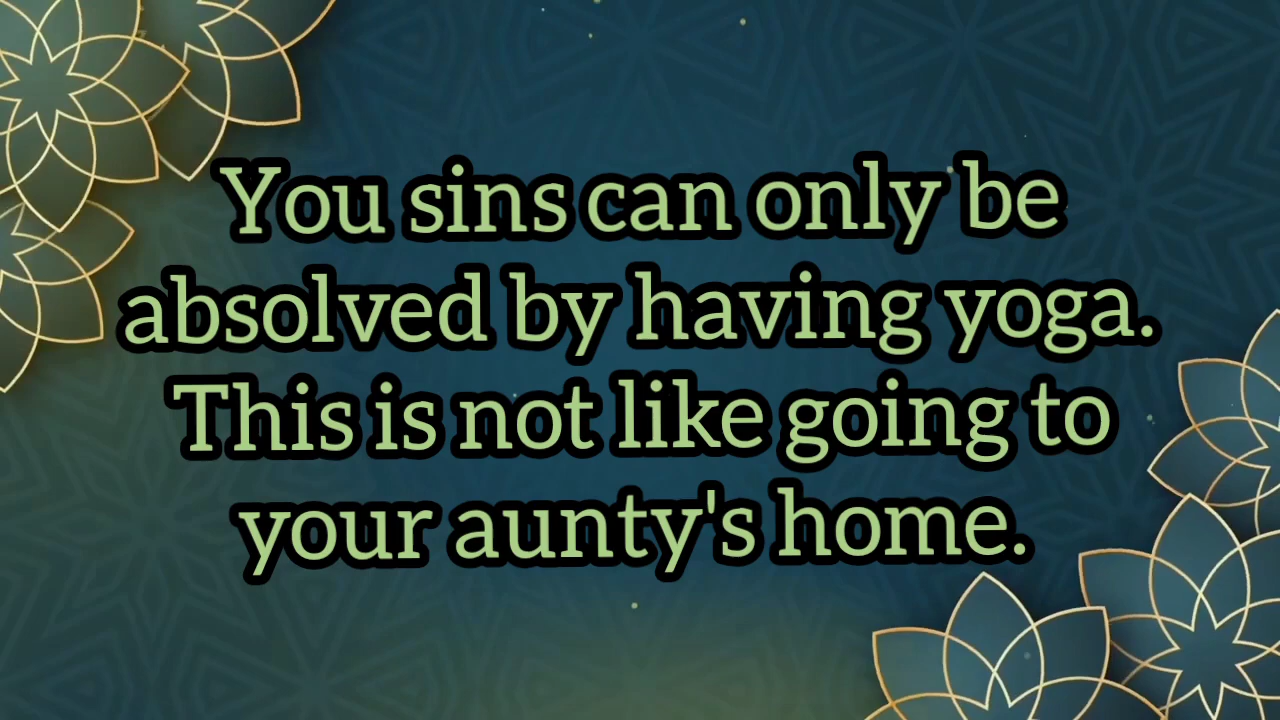 You sins can only be
absolved by having yoga.
This is not like going to
your aunty's home.